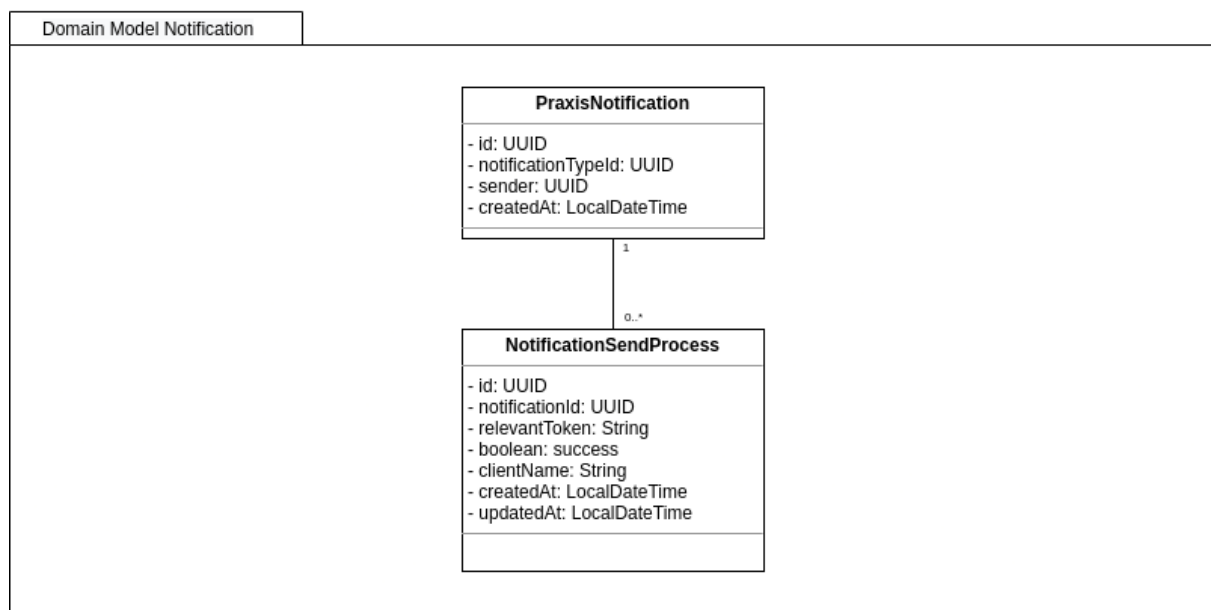 Domain Model Notification
PraxisNotification
- id: UUID
- notificationTypeId: UUID
- sender: UUID
- createdAt: LocalDateTime
1
0..*
NotificationSendProcess
- id: UUID
- notificationId: UUID
- relevantToken: String
- boolean: success
- clientName: String
- createdAt: LocalDateTime
- updatedAt: LocalDateTime